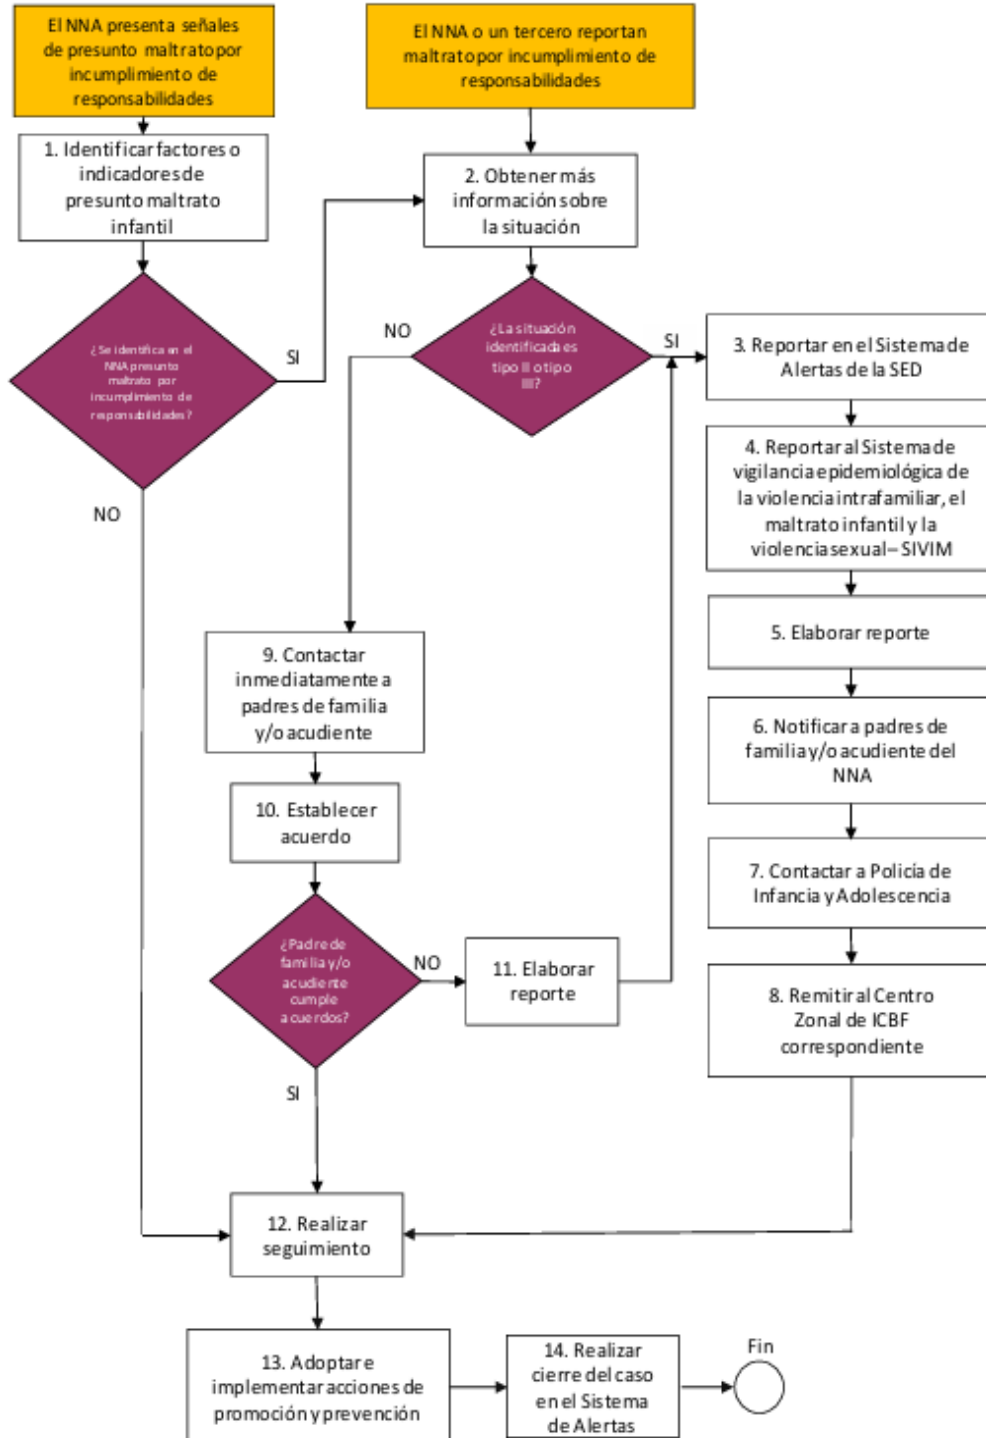 El NNA presenta señales
de presunto maltrato por
incumplimiento de
responsabilidades
El NNA o un tercero reportan
maltrato por incumplimiento de
responsabilidades
1. Identificar factores o
indicadores de
presunto maltrato
infantil
2. Obtener más
información sobre
la situación
¿Se identifica en el
NNA presunto
maltrato por
incumplimiento de
responsabilidades?
SI
NO
¿La situación
identificada es
tipo II o tipo
III?
NO
SI
3. Reportar en el Sistema de
Alertas de la SED
4. Reportar al Sistema de
vigilancia epidemiológica de
la violencia intrafamiliar, el
maltrato infantil y la
violencia sexual – SIVIM
5. Elaborar reporte
6. Notificar a padres de
familia y/o acudiente del
NNA
7. Contactar a Policía de
Infancia y Adolescencia
8. Remitir al Centro
Zonal de ICBF
correspondiente
9. Contactar
inmediatamente a
padres de familia
y/o acudiente
10. Establecer
acuerdo
¿Padre de
familia y/o
acudiente
cumple
acuerdos?
NO
SI
11. Elaborar
reporte
12. Realizar
seguimiento
13. Adoptar e
implementar acciones de
promoción y prevención
14. Realizar
cierre del caso
en el Sistema
de Alertas
Fin